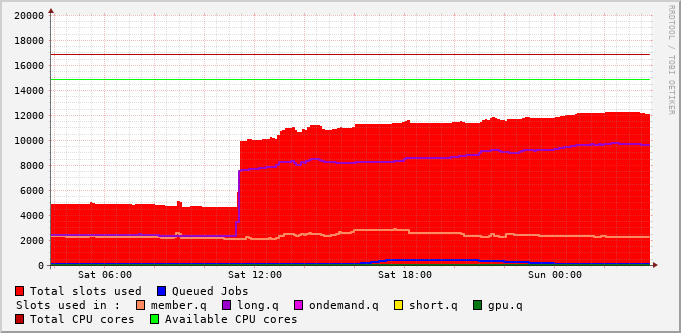 RRDTOOL / TOBI OETIKER
20000
18000
16000
14000
12000
10000
8000
6000
4000
2000
0
Sat 06:00 Sat 12:00 Sat 18:00 Sun 00:00
Total slots used Queued Jobs
Slots used in : member.q long.q ondemand.q short.q gpu.q
Total CPU cores Available CPU cores